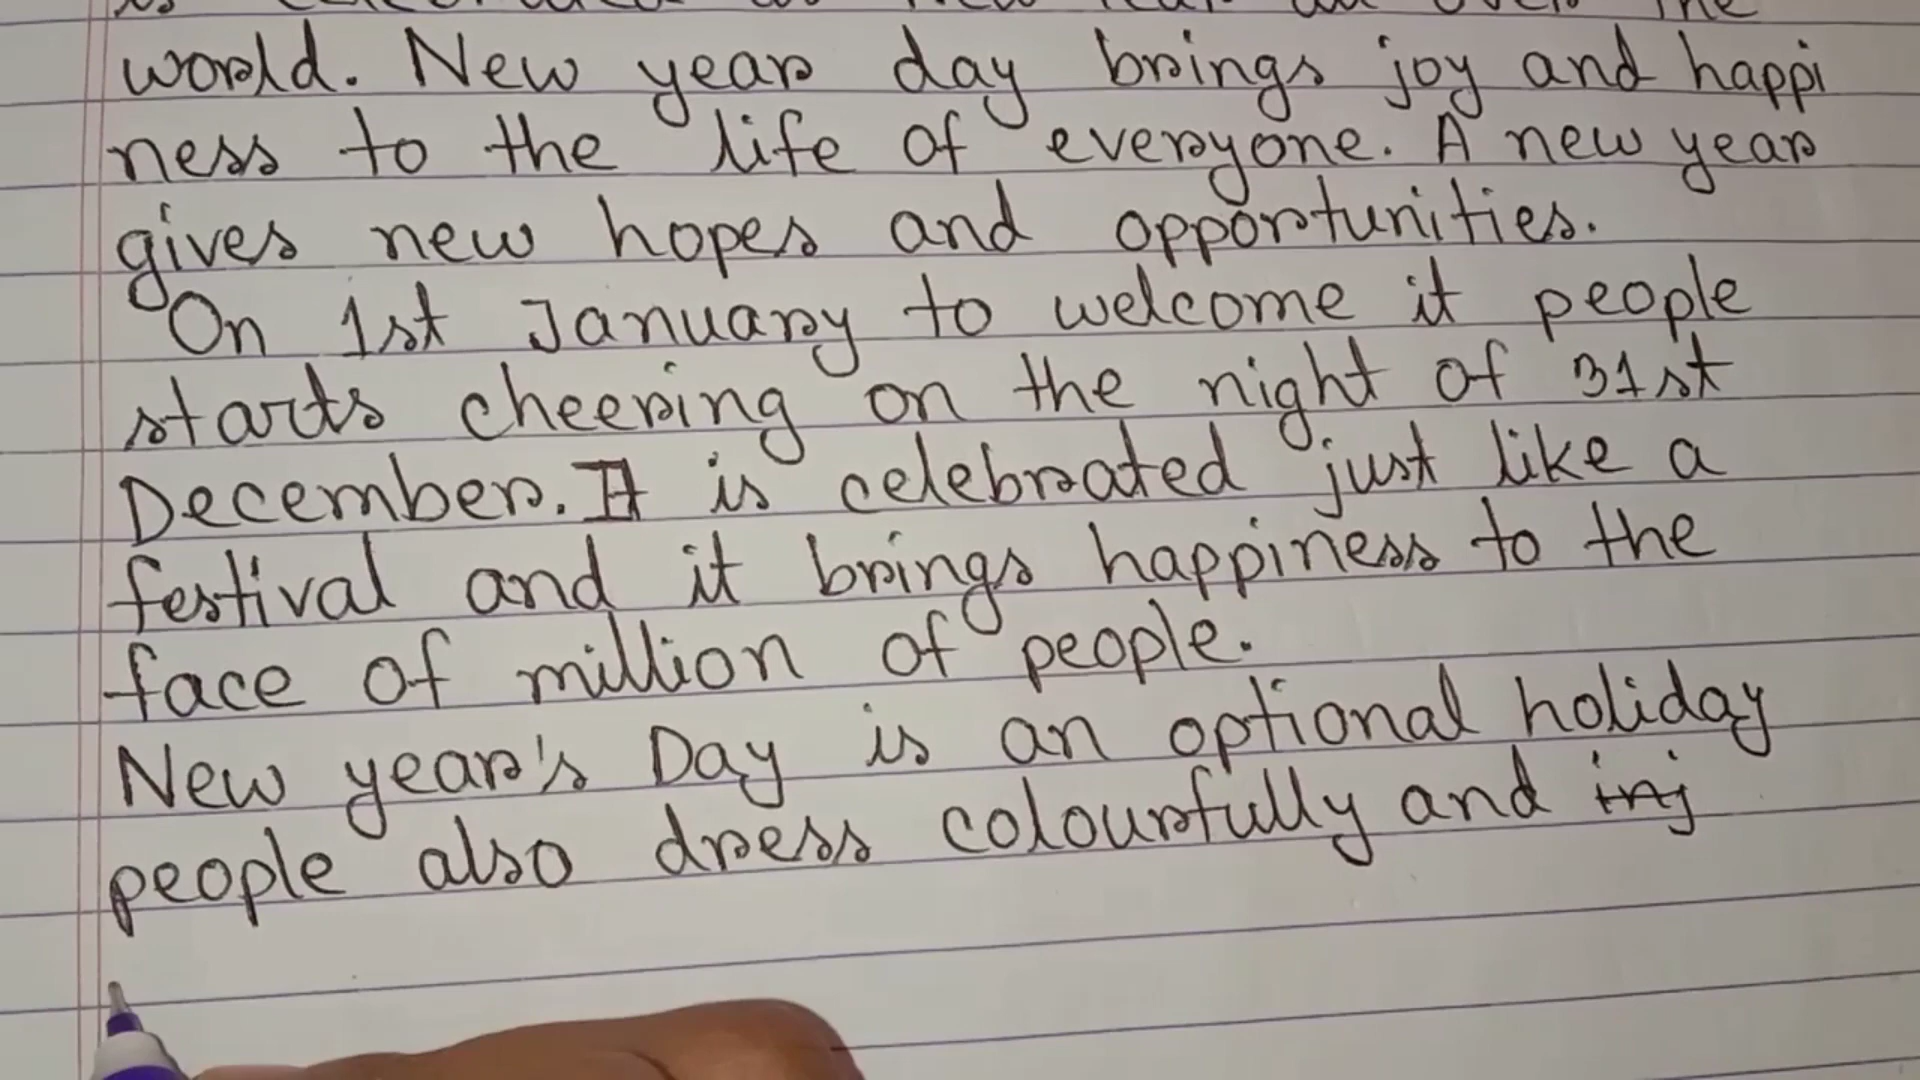 world. New year day brings joy and happi
ness to the life of everyone. A new year
gives new hopes and opportunities.
On 1st January to welcome it people
starts cheering on the night of 31st
December. It is celebrated just like a
festival and it brings happiness to the
face of million of people.
New year's Day is an optional holiday
people also dress colourfully and